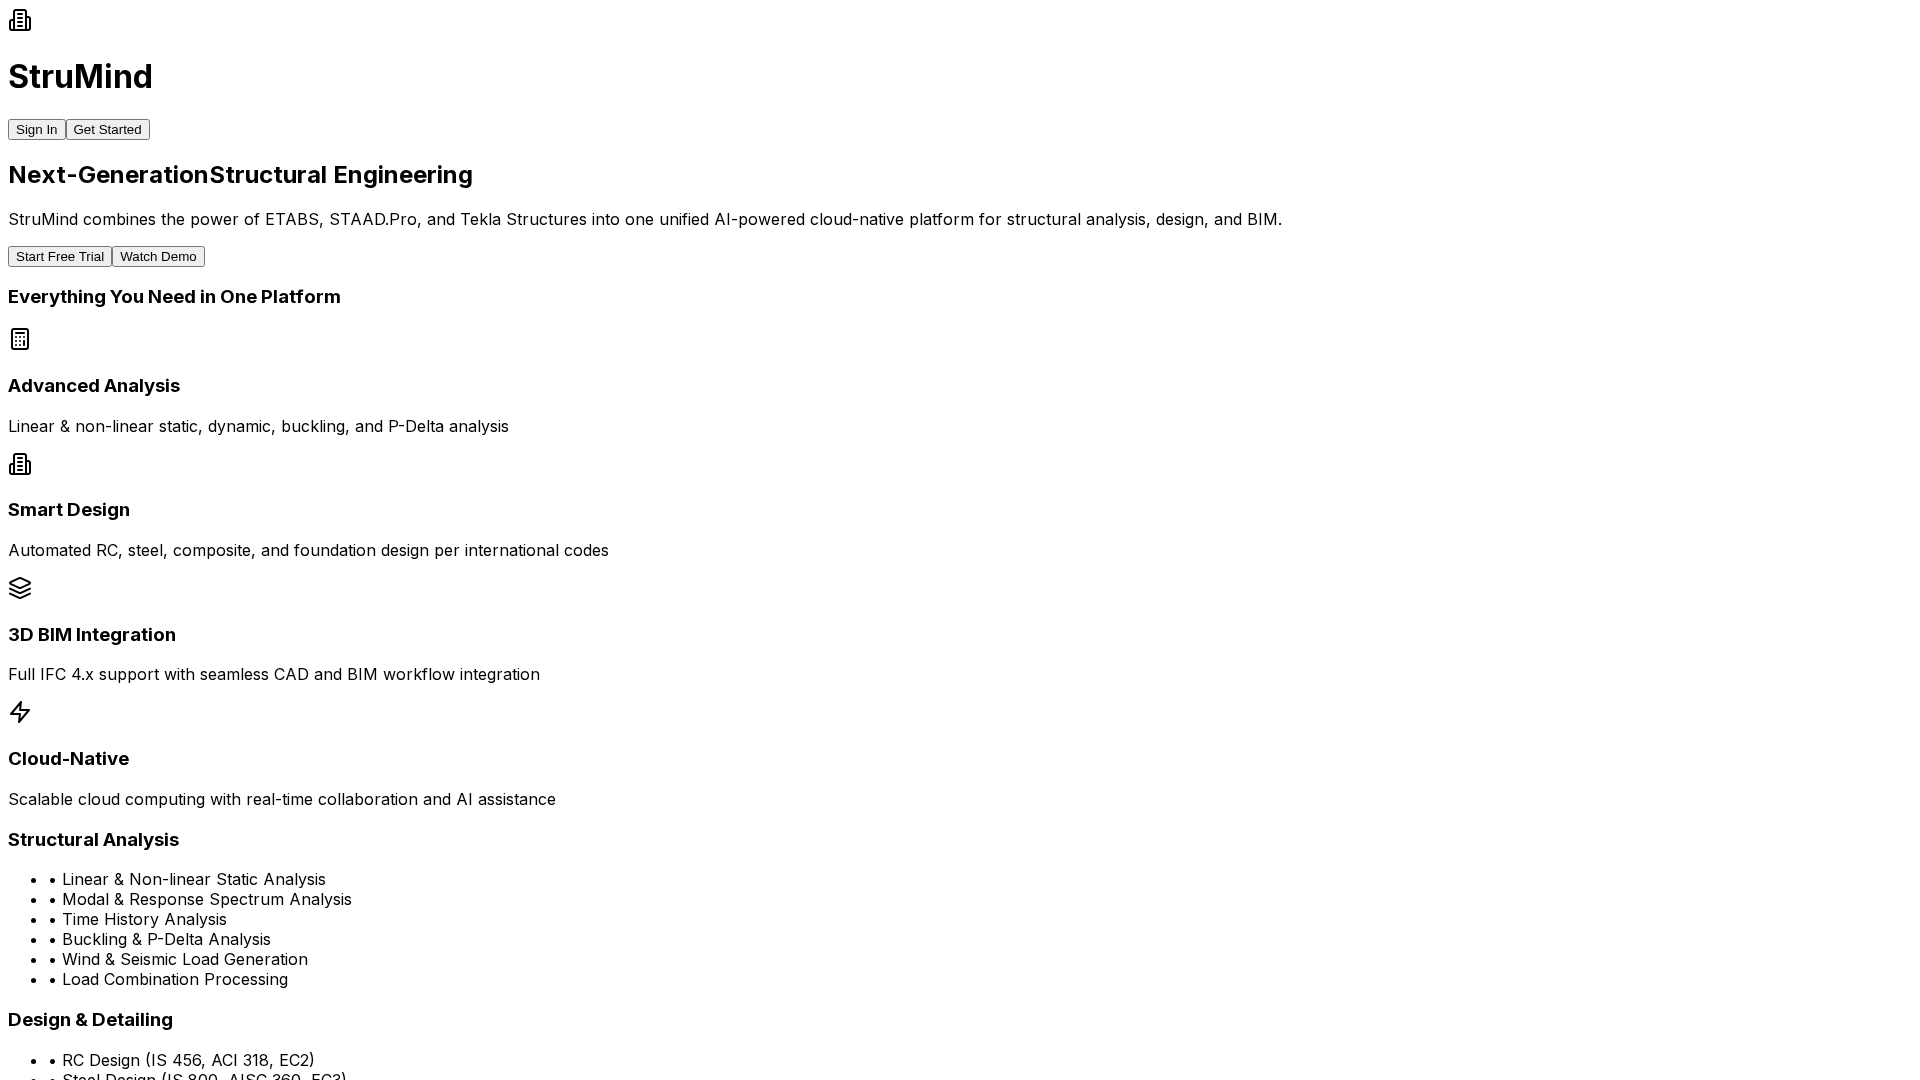 StruMind
Sign In Get Started
Next-GenerationStructural Engineering
StruMind combines the power of ETABS, STAAD.Pro, and Tekla Structures into one unified AI-powered cloud-native platform for structural analysis, design, and BIM.
Start Free Trial Watch Demo
Everything You Need in One Platform
Advanced Analysis
Linear & non-linear static, dynamic, buckling, and P-Delta analysis
Smart Design
Automated RC, steel, composite, and foundation design per international codes
3D BIM Integration
Full IFC 4.x support with seamless CAD and BIM workflow integration
Cloud-Native
Scalable cloud computing with real-time collaboration and AI assistance
Structural Analysis
• • Linear & Non-linear Static Analysis
• • Modal & Response Spectrum Analysis
• • Time History Analysis
• • Buckling & P-Delta Analysis
• • Wind & Seismic Load Generation
• • Load Combination Processing
Design & Detailing
• • RC Design (IS 456, ACI 318, EC2)
• • Steel Design (IS 800, AISC 360, EC3)